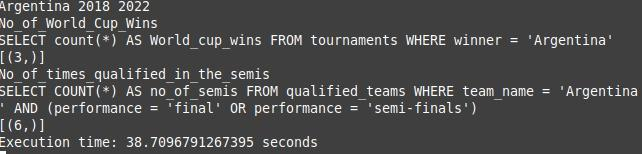 Argentina 2018 2022
No_of_World_Cup_Wins
SELECT count(*) AS World_cup_wins FROM tournaments WHERE winner = 'Argentina'
[(3,)]
No_of_times_qualified_in_the_semis
SELECT COUNT(*) AS no_of_semis FROM qualified_teams WHERE team_name = 'Argentina
' AND (performance = 'final' OR performance = 'semi-finals')
[(6,)]
Execution time: 38.7096791267395 seconds